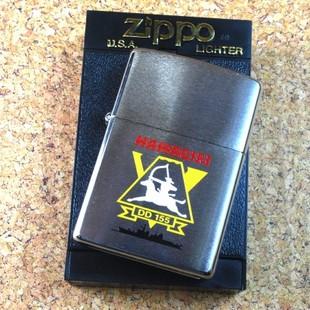 zippo
U.S.A. LIGHTER
HAMAGIRI
DD 155